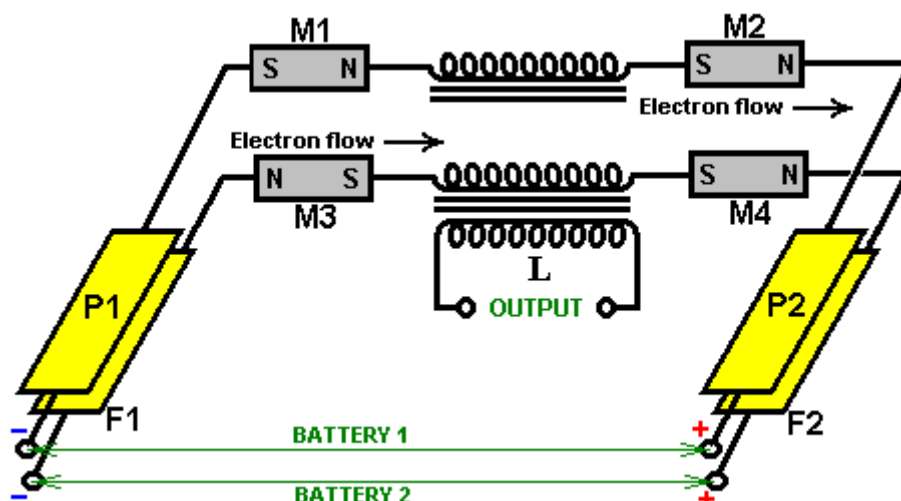 M1
M2
S N
S N
Electron flow
Electron flow
N S
S N
M3
M4
P1
P2
L
OUTPUT
F1
F2
– +
BATTERY 1
– +
BATTERY 2